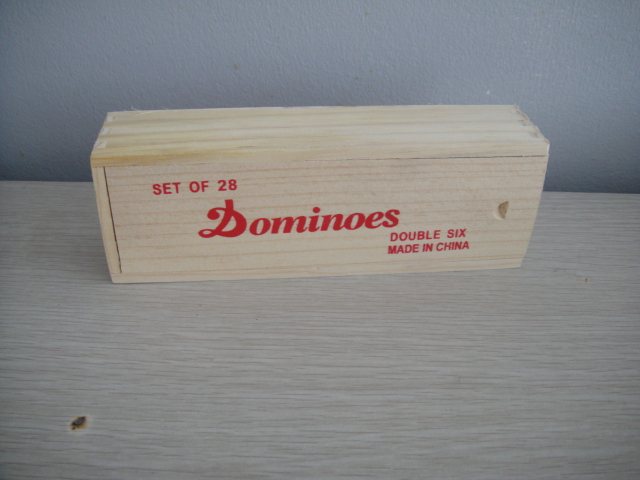 SET OF 28
Dominoes
DOUBLE SIX
MADE IN CHINA